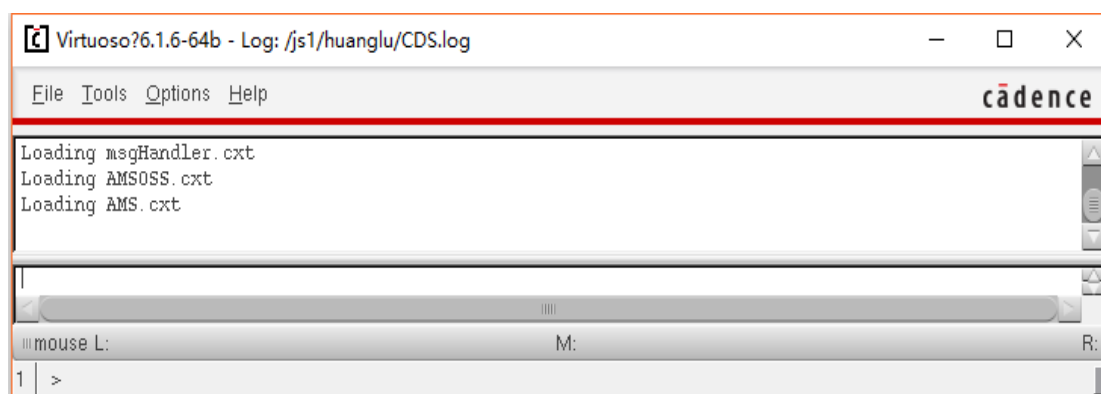 Virtuoso?6.1.6-64b - Log: /js1/huanglu/CDS.log
File Tools Options Help
cādence
Loading msgHandler.cxt
Loading AMSOSS.cxt
Loading AMS.cxt
mouse L: M: R:
1 >